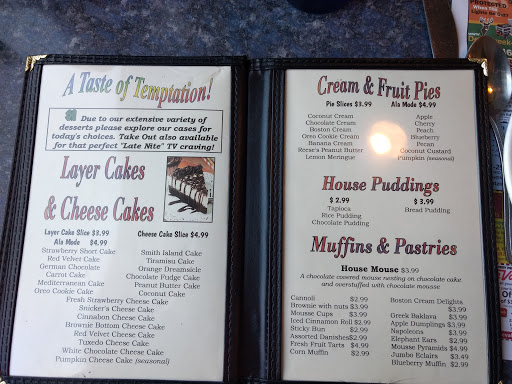 A Taste of Temptation!
Due to our extensive variety of
desserts please explore our cases for
today's choices. Take Out also available
for that perfect "Late Nite" TV craving!
Layer Cakes
& Cheese Cakes
Layer Cake Slice $3.99
Ala Mode $4.99
Cheese Cake Slice $4.99
Strawberry Short Cake
Red Velvet Cake
German Chocolate
Carrot Cake
Mediterranean Cake
Oreo Cookie Cake
Smith Island Cake
Tiramisu Cake
Orange Dreamsicle
Chocolate Fudge Cake
Peanut Butter Cake
Coconut Cake
Fresh Strawberry Cheese Cake
Snicker's Cheese Cake
Cinnabon Cheese Cake
Brownie Bottom Cheese Cake
Red Velvet Cheese Cake
Tuxedo Cheese Cake
White Chocolate Cheese Cake
Pumpkin Cheese Cake (seasonal)
Cream & Fruit Pies
Pie Slices $3.99 Ala Mode $4.99
Coconut Cream
Chocolate Cream
Boston Cream
Oreo Cookie Cream
Banana Cream
Reese's Peanut Butter
Lemon Meringue
Apple
Cherry
Peach
Blueberry
Pecan
Coconut Custard
Pumpkin (seasonal)
House Puddings
$ 2.99
Tapioca
Rice Pudding
Chocolate Pudding
$ 3.99
Bread Pudding
Muffins & Pastries
House Mouse $3.99
A chocolate covered mouse nesting on chocolate cake
and overstuffed with chocolate mousse
Cannoli $2.99
Brownie with nuts $3.99
Mousse Cups $3.99
Iced Cinnamon Roll $2.99
Sticky Bun $2.99
Assorted Danishes $2.99
Fresh Fruit Tarts $4.99
Corn Muffin $2.99
Boston Cream Delights
$3.99
Greek Baklava $3.99
Apple Dumplings $3.99
Napoleons $3.99
Elephant Ears $2.99
Mousse Pyramids $4.99
Jumbo Eclairs $3.49
Blueberry Muffin $2.99
PROTECTED